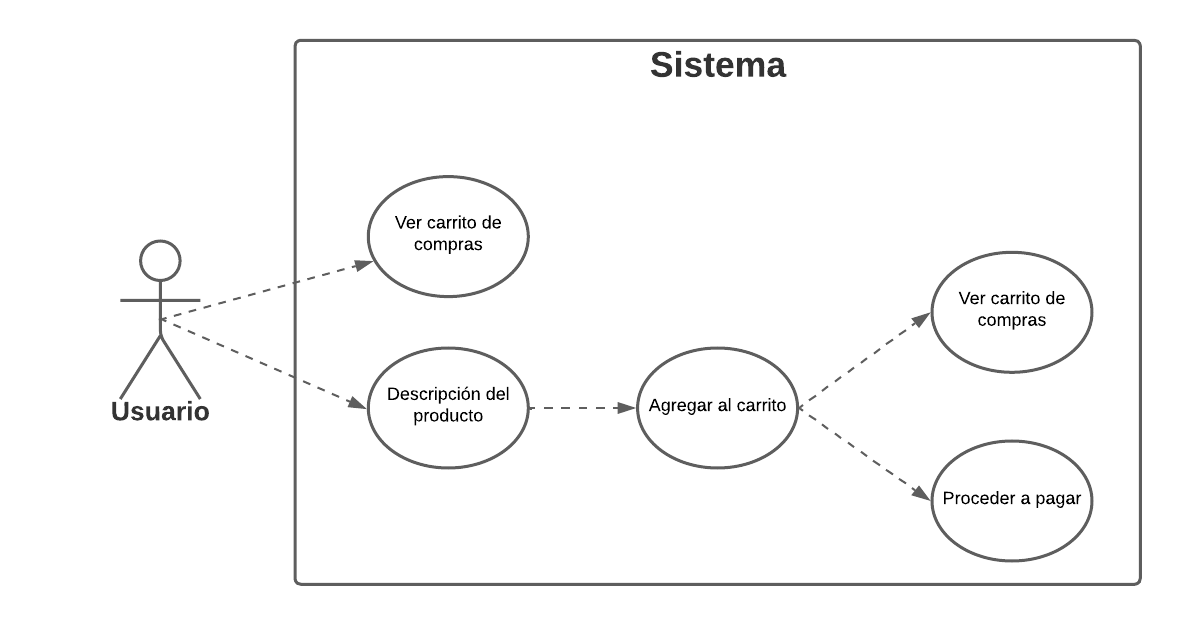 Sistema
Ver carrito de
compras
Usuario
Descripción del
producto
Agregar al carrito
Ver carrito de
compras
Proceder a pagar